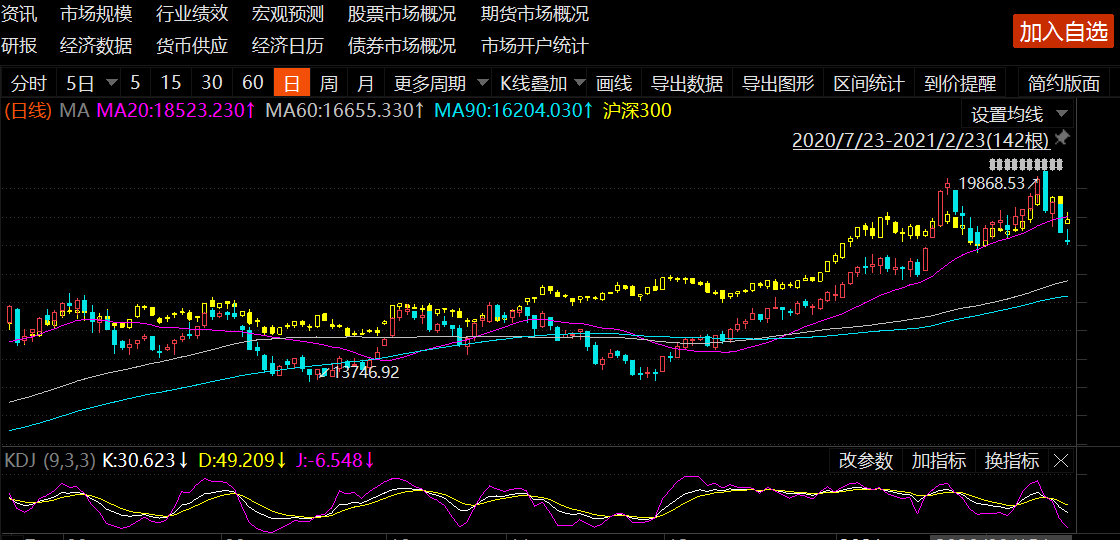 资讯 市场规模 行业绩效 宏观预测 股票市场概况 期货市场概况
研报 经济数据 货币供应 经济日历 债券市场概况 市场开户统计
加入自选
分时 5日 5 15 30 60 日 周 月 更多周期 K线叠加 画线 导出数据 导出图形 区间统计 到价提醒 简约版面
(日线) MA MA20:18523.230↑ MA60:16655.330↑ MA90:16204.030↑ 沪深300
设置均线
2020/7/23-2021/2/23(142根)
19868.53
13746.92
KDJ (9,3,3) K:30.623↓ D:49.209↓ J:-6.548↓ 改参数 加指标 换指标